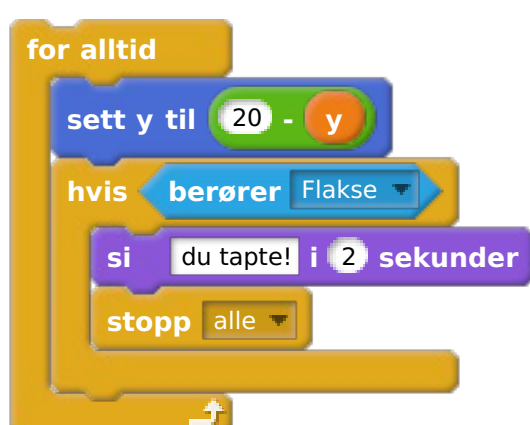 for alltid
sett y til 20 - y
hvis berører Flakse
si du tapte! i 2 sekunder
stopp alle